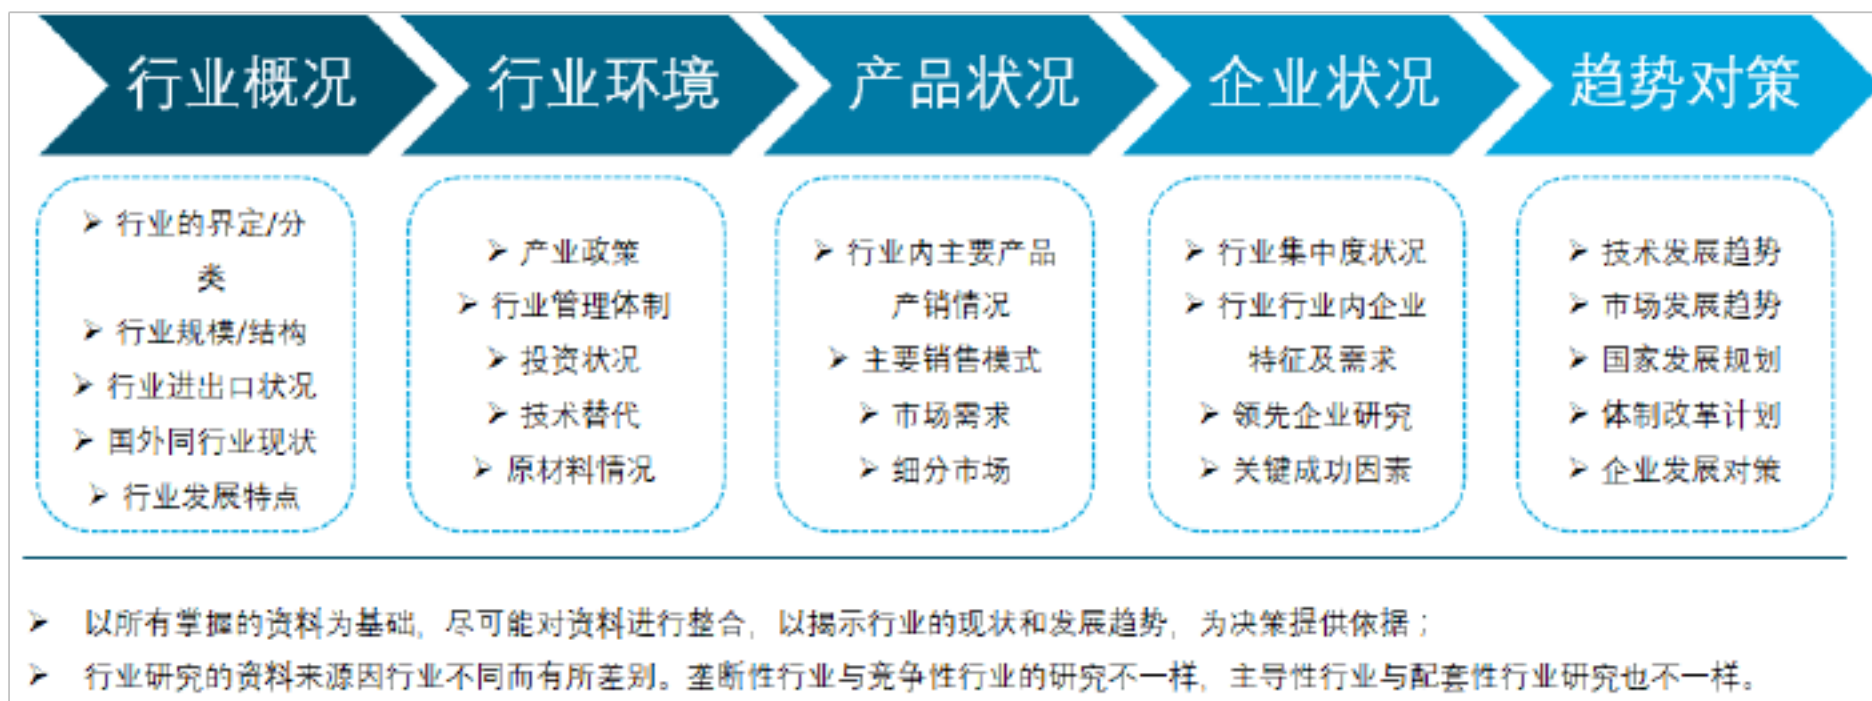 行业概况
行业环境
产品状况
企业状况
趋势对策
➢ 行业的界定/分
类
➢ 行业规模/结构
➢ 行业进出口状况
➢ 国外同行业现状
➢ 行业发展特点
➢ 产业政策
➢ 行业管理体制
➢ 投资状况
➢ 技术替代
➢ 原材料情况
➢ 行业内主要产品
产销情况
➢ 主要销售模式
➢ 市场需求
➢ 细分市场
➢ 行业集中度状况
➢ 行业行业内企业
特征及需求
➢ 领先企业研究
➢ 关键成功因素
➢ 技术发展趋势
➢ 市场发展趋势
➢ 国家发展规划
➢ 体制改革计划
➢ 企业发展对策
➢ 以所有掌握的资料为基础，尽可能对资料进行整合，以揭示行业的现状和发展趋势，为决策提供依据；
➢ 行业研究的资料来源因行业不同而有所差别。垄断性行业与竞争性行业的研究不一样，主导性行业与配套性行业研究也不一样。